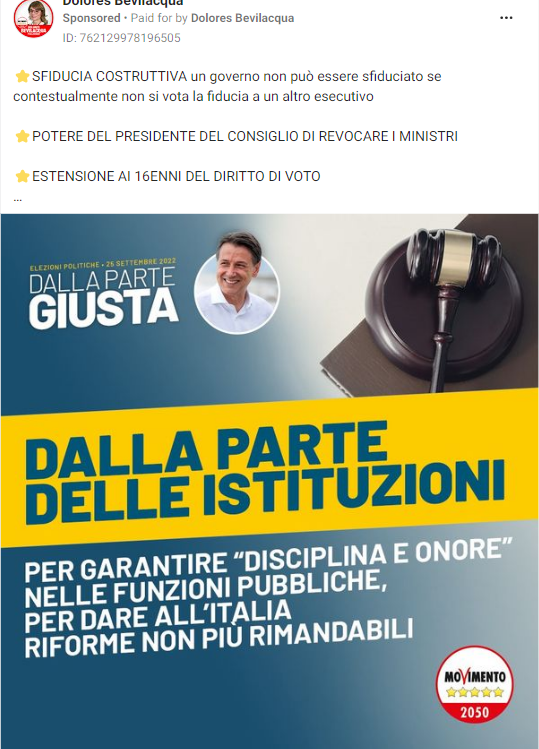 Dolores Bevilacqua
Sponsored • Paid for by Dolores Bevilacqua
ID: 762129978196505
⭐SFIDUCIA COSTRUTTIVA un governo non può essere sfiduciato se
contestualmente non si vota la fiducia a un altro esecutivo
⭐POTERE DEL PRESIDENTE DEL CONSIGLIO DI REVOCARE I MINISTRI
⭐ESTENSIONE AI 16ENNI DEL DIRITTO DI VOTO
...
ELEZIONI POLITICHE • 25 SETTEMBRE 2022
DALLA PARTE
GIUSTA
DALLA PARTE
DELLE ISTITUZIONI
PER GARANTIRE “DISCIPLINA E ONORE”
NELLE FUNZIONI PUBBLICHE,
PER DARE ALL'ITALIA
RIFORME NON PIÙ RIMANDABILI
MOVIMENTO
2050